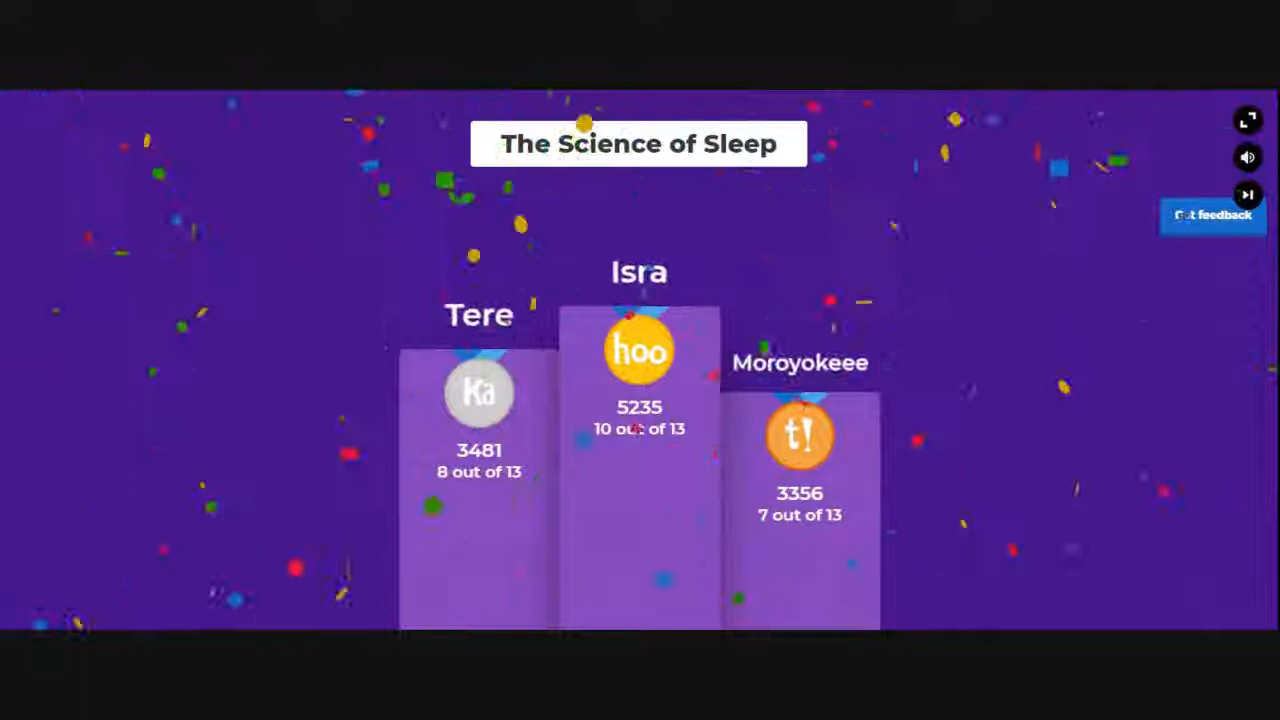 The Science of Sleep
Get feedback
Isra
Tere
Moroyokeee
hoo
5235
10 out of 13
Ka
3481
8 out of 13
t!
3356
7 out of 13